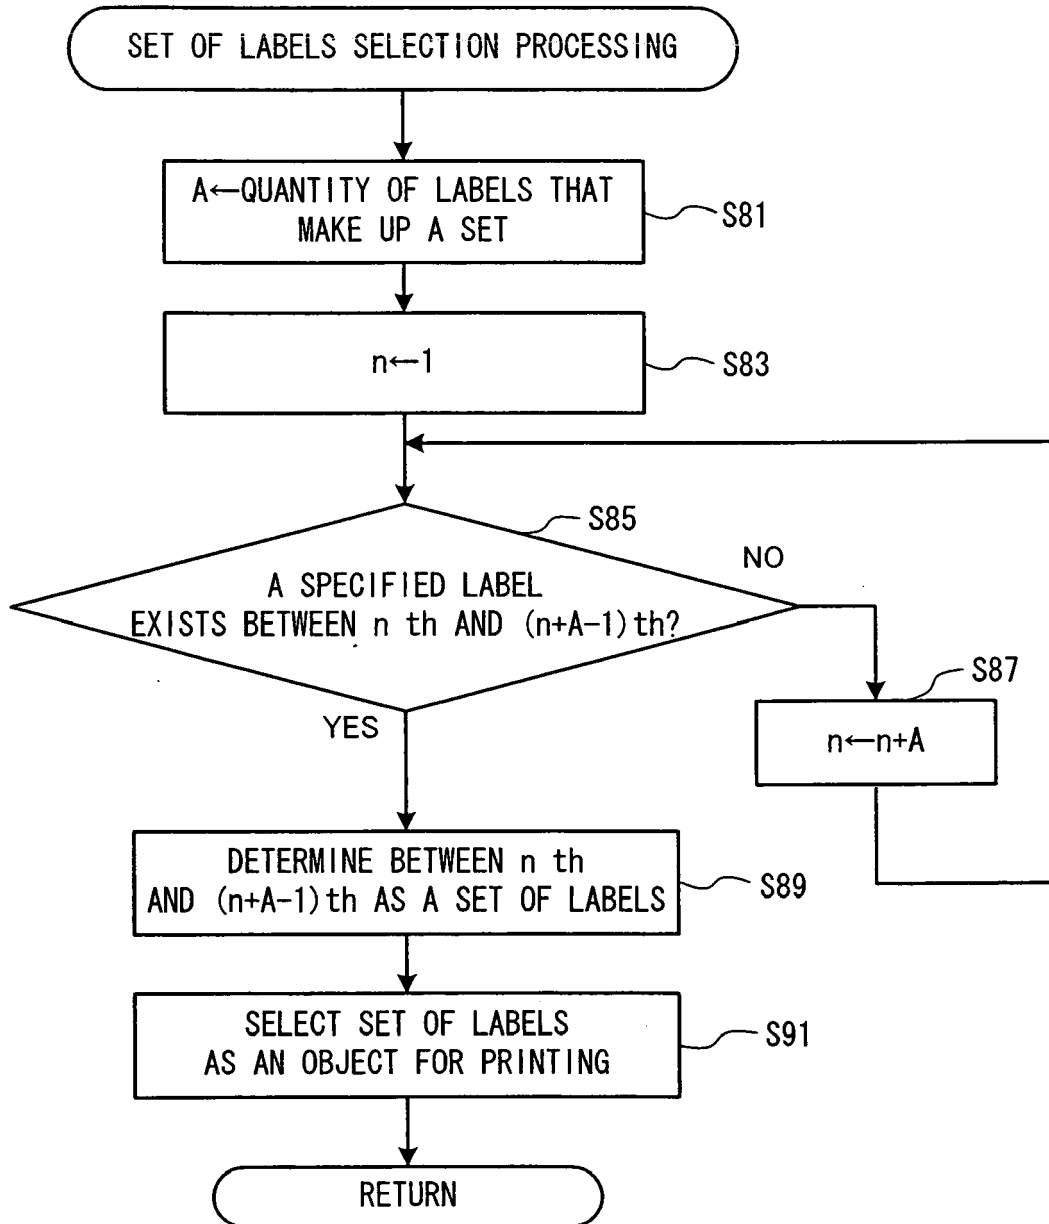 SET OF LABELS SELECTION PROCESSING
A←QUANTITY OF LABELS THAT
MAKE UP A SET
S81
n←1
S83
S85
A SPECIFIED LABEL
EXISTS BETWEEN n th AND (n+A-1)th?
NO
YES
S87
n←n+A
DETERMINE BETWEEN n th
AND (n+A-1)th AS A SET OF LABELS
S89
SELECT SET OF LABELS
AS AN OBJECT FOR PRINTING
S91
RETURN